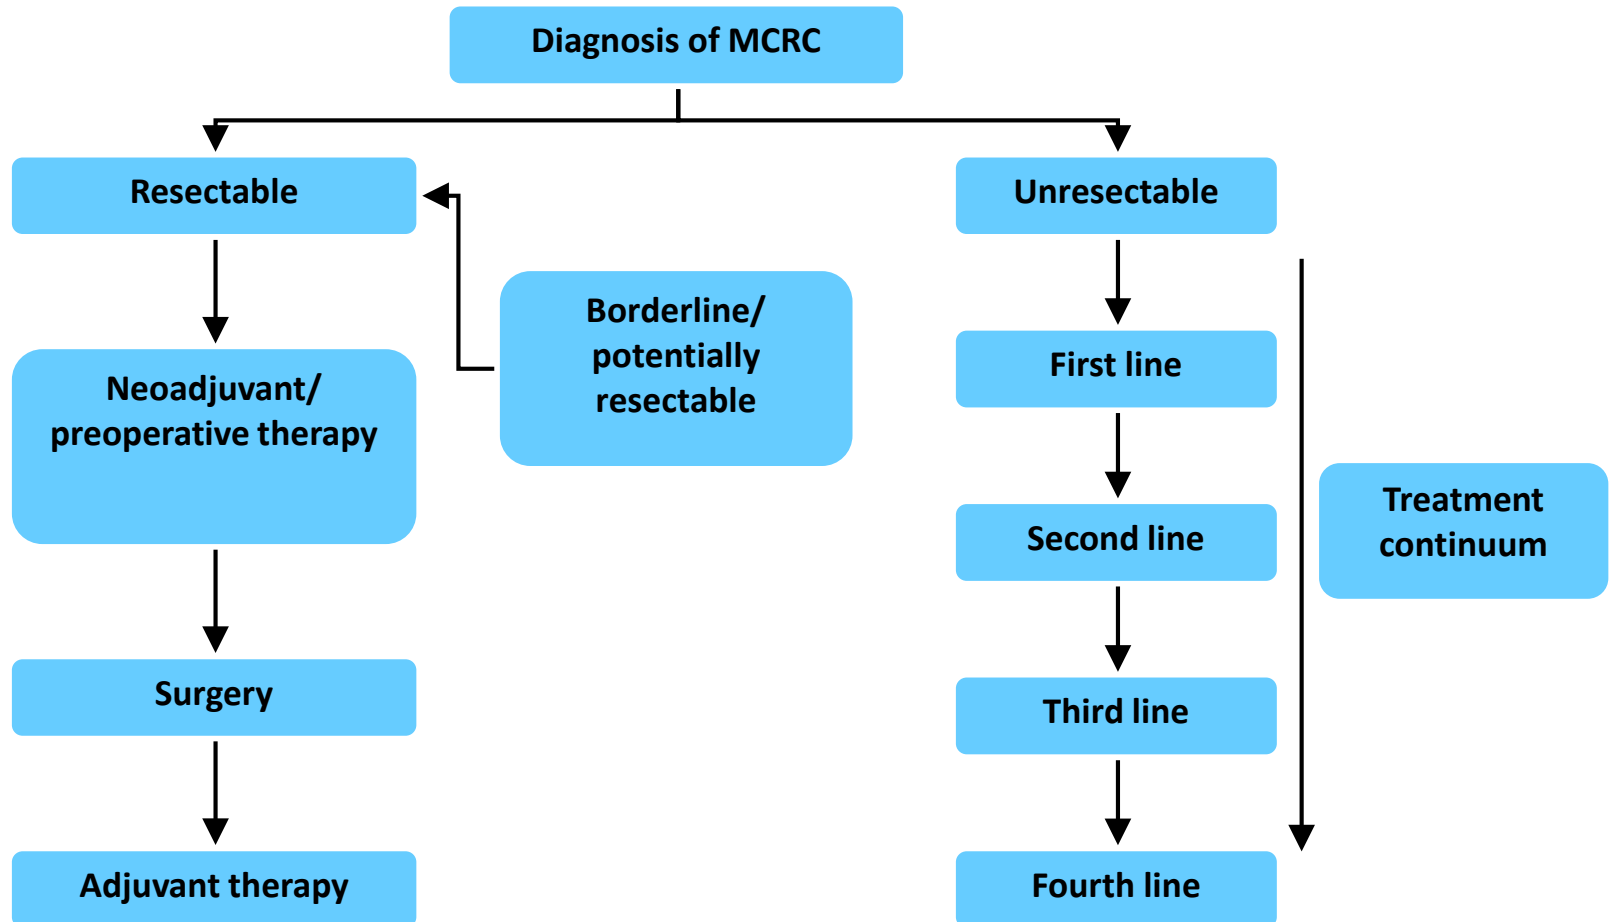 Diagnosis of MCRC
Resectable
Unresectable
Borderline/
potentially
resectable
Neoadjuvant/
preoperative therapy
First line
Second line
Treatment
continuum
Surgery
Third line
Adjuvant therapy
Fourth line